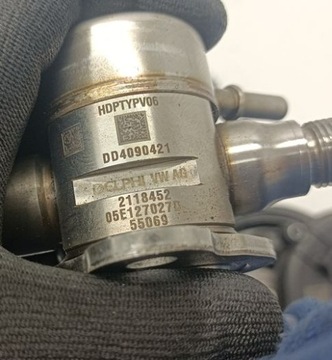 HDPTYPV06
DD4090421
DELPHI VW AG
2118452
05E127027D
55069